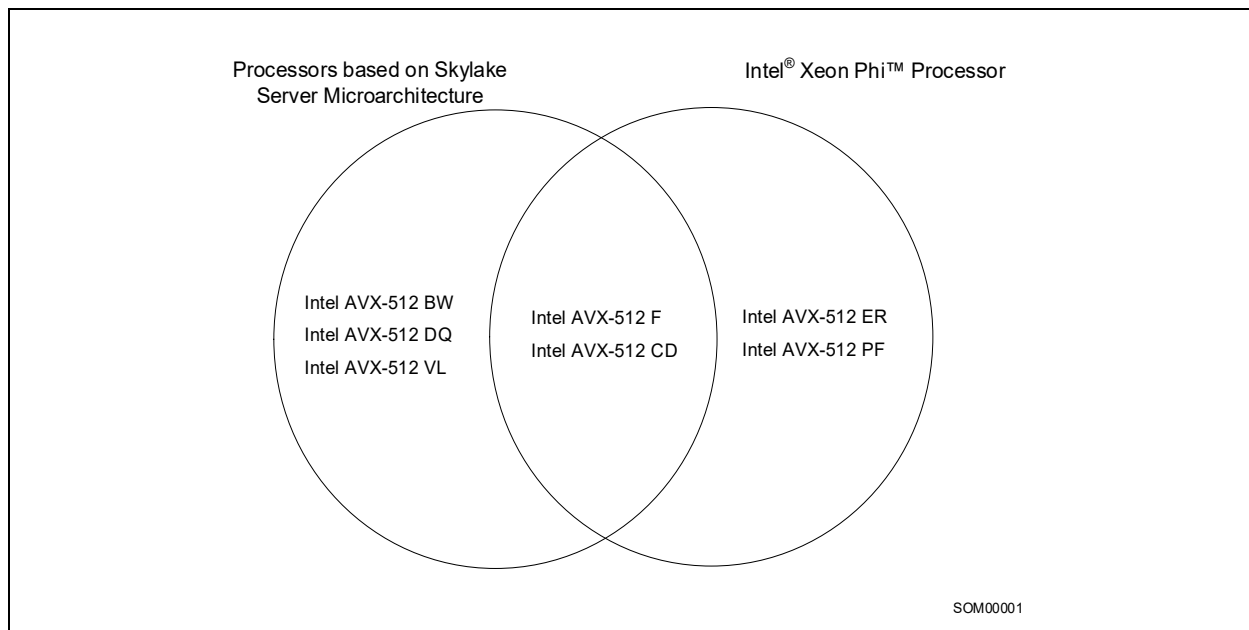 Processors based on Skylake
Server Microarchitecture
Intel® Xeon Phi™ Processor
Intel AVX-512 BW
Intel AVX-512 DQ
Intel AVX-512 VL
Intel AVX-512 F
Intel AVX-512 CD
Intel AVX-512 ER
Intel AVX-512 PF
SOM00001